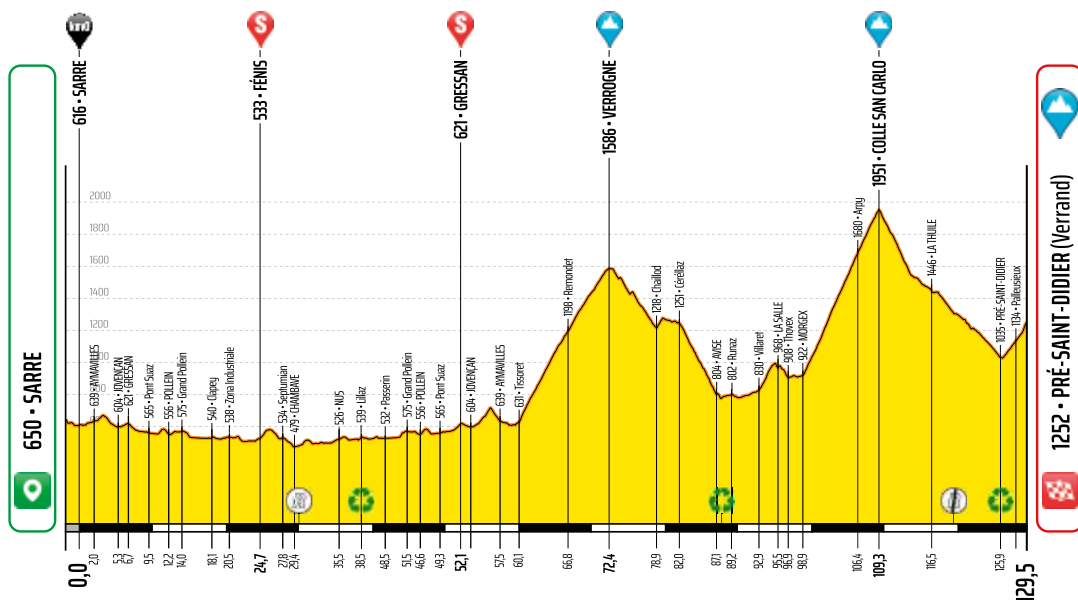 km0
S
S
616 • SARRE
533 • FÉNIS
621 • GRESSAN
1586 • VERROGNE
1951 • COLLE SAN CARLO
650 • SARRE
1252 • PRÉ-SAINT-DIDIER (Verrand)
2000
1800
1600
1400
1200
1000
800
639 • AYMAVILLES
604 • JOVENÇAN
621 • GRESSAN
565 • Pont Suaz
556 • POLLEIN
575 • Grand Pollein
540 • Clapey
538 • Zona Industriale
534 • Septumian
479 • CHAMBAVE
526 • NUS
539 • Lillaz
532 • Passerin
575 • Grand Pollein
556 • POLLEIN
565 • Pont Suaz
604 • JOVENÇAN
639 • AYMAVILLES
631 • Tissoret
1198 • Remondet
1218 • Chaillod
1251 • Céréllaz
804 • AVISE
802 • Runaz
830 • Villaret
968 • LA SALLE
908 • Thovex
922 • MORGEX
1680 • Arpy
1446 • LA THUILE
1035 • PRÉ-SAINT-DIDIER
1134 • Palleusieux
0,0
2,0
5,3
6,7
9,5
12,2
14,0
18,1
20,5
24,7
27,8
29,4
35,5
38,5
48,5
51,5
46,6
49,3
52,1
57,5
60,1
66,8
72,4
78,9
82,0
87,1
89,2
92,9
95,5
96,9
98,9
106,4
109,3
116,5
125,9
129,5